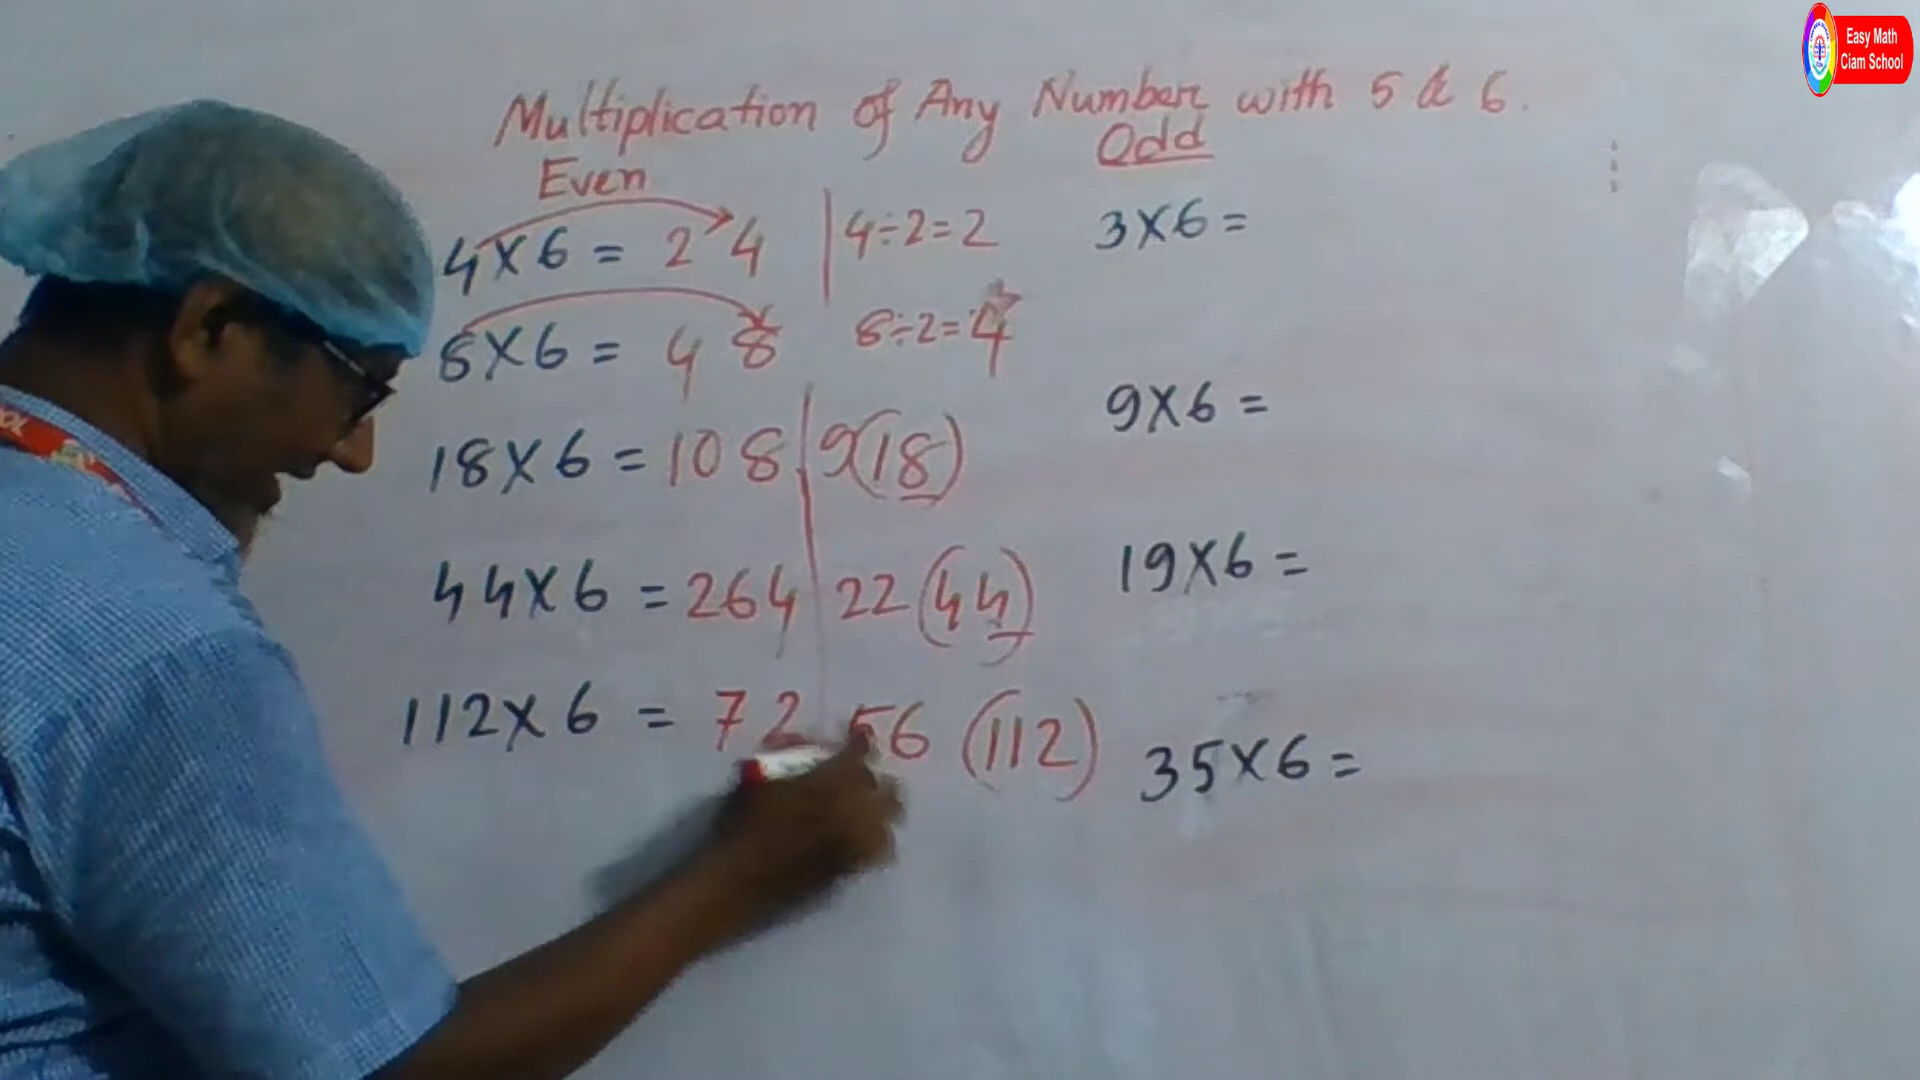 Easy Math
Ciam School
Multiplication of Any Number with 5 & 6.
Even
Odd
4×6 = 24 | 4÷2=2
3×6=
8×6 = 48 8÷2=4
9×6=
18×6 = 108 9(18)
44×6 = 264 22(44)
19×6=
112×6 = 72 56(112)
35×6=